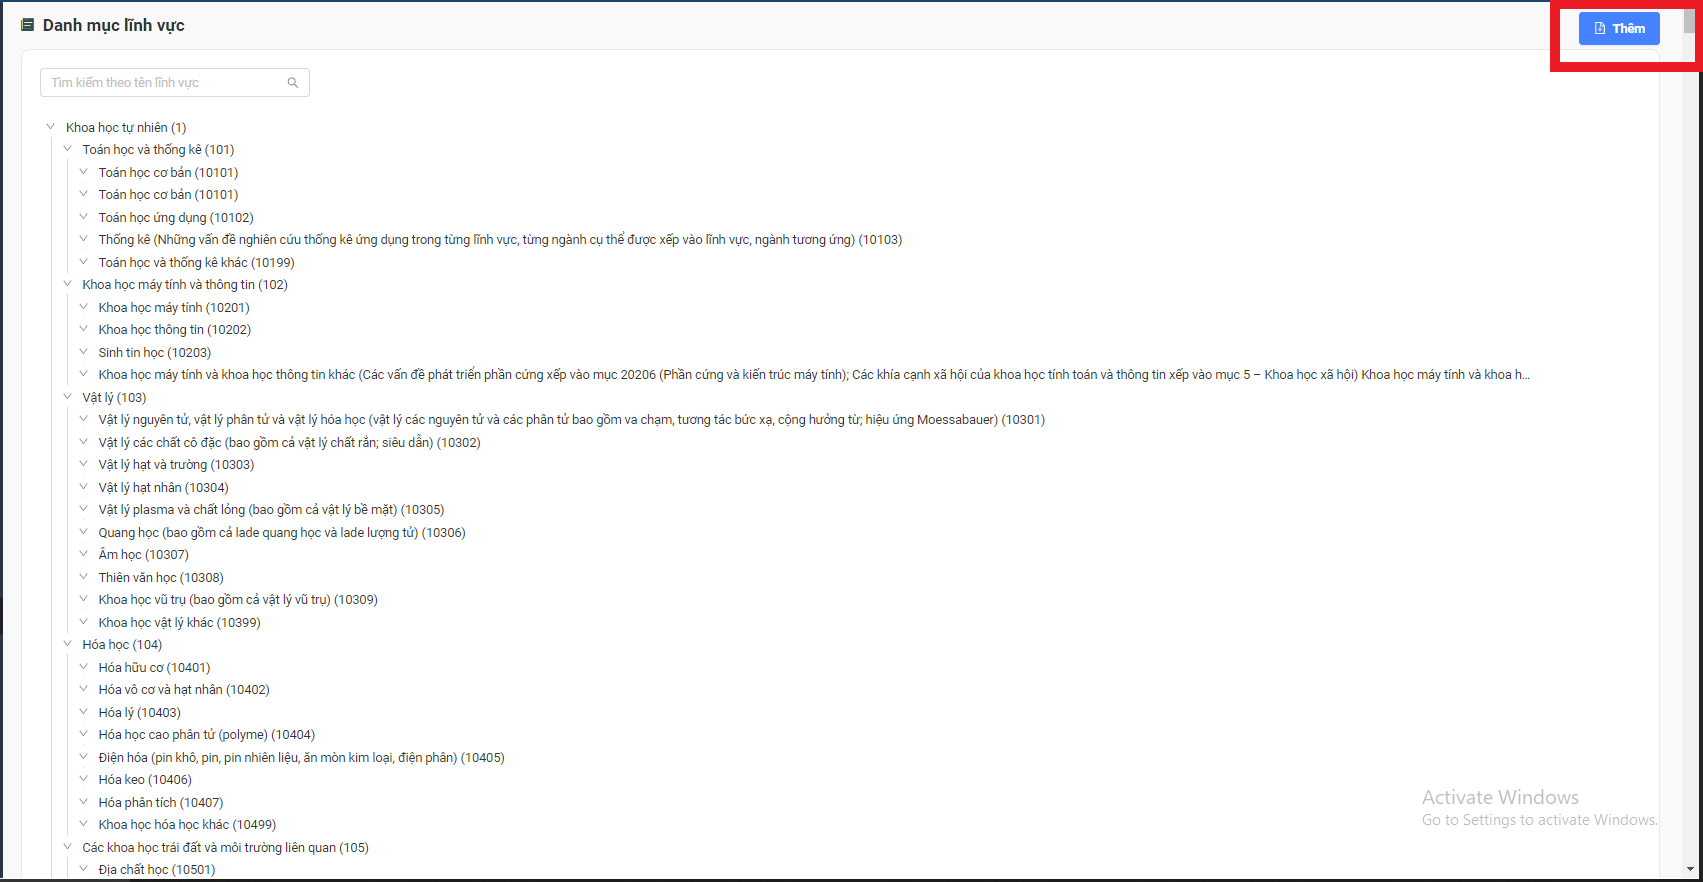 Danh mục lĩnh vực
Thêm
Tìm kiếm theo tên lĩnh vực
Khoa học tự nhiên (1)
Toán học và thống kê (101)
Toán học cơ bản (10101)
Toán học cơ bản (10101)
Toán học ứng dụng (10102)
Thống kê (Những vấn đề nghiên cứu thống kê ứng dụng trong từng lĩnh vực, từng ngành cụ thể được xếp vào lĩnh vực, ngành tương ứng) (10103)
Toán học và thống kê khác (10199)
Khoa học máy tính và thông tin (102)
Khoa học máy tính (10201)
Khoa học thông tin (10202)
Sinh tin học (10203)
Khoa học máy tính và khoa học thông tin khác (Các vấn đề phát triển phần cứng xếp vào mục 20206 (Phần cứng và kiến trúc máy tính); Các khía cạnh xã hội của khoa học tính toán và thông tin xếp vào mục 5 – Khoa học xã hội) Khoa học máy tính và khoa h...
Vật lý (103)
Vật lý nguyên tử, vật lý phân tử và vật lý hóa học (vật lý các nguyên tử và các phân tử bao gồm va chạm, tương tác bức xạ, cộng hưởng từ; hiệu ứng Moessabauer) (10301)
Vật lý các chất cô đặc (bao gồm cả vật lý chất rắn; siêu dẫn) (10302)
Vật lý hạt và trường (10303)
Vật lý hạt nhân (10304)
Vật lý plasma và chất lỏng (bao gồm cả vật lý bề mặt) (10305)
Quang học (bao gồm cả lade quang học và lade lượng tử) (10306)
Âm học (10307)
Thiên văn học (10308)
Khoa học vũ trụ (bao gồm cả vật lý vũ trụ) (10309)
Khoa học vật lý khác (10399)
Hóa học (104)
Hóa hữu cơ (10401)
Hóa vô cơ và hạt nhân (10402)
Hóa lý (10403)
Hóa học cao phân tử (polyme) (10404)
Điện hóa (pin khô, pin, pin nhiên liệu, ăn mòn kim loại, điện phân) (10405)
Hóa keo (10406)
Hóa phân tích (10407)
Khoa học hóa học khác (10499)
Các khoa học trái đất và môi trường liên quan (105)
Địa chất học (10501)
Activate Windows
Go to Settings to activate Windows.